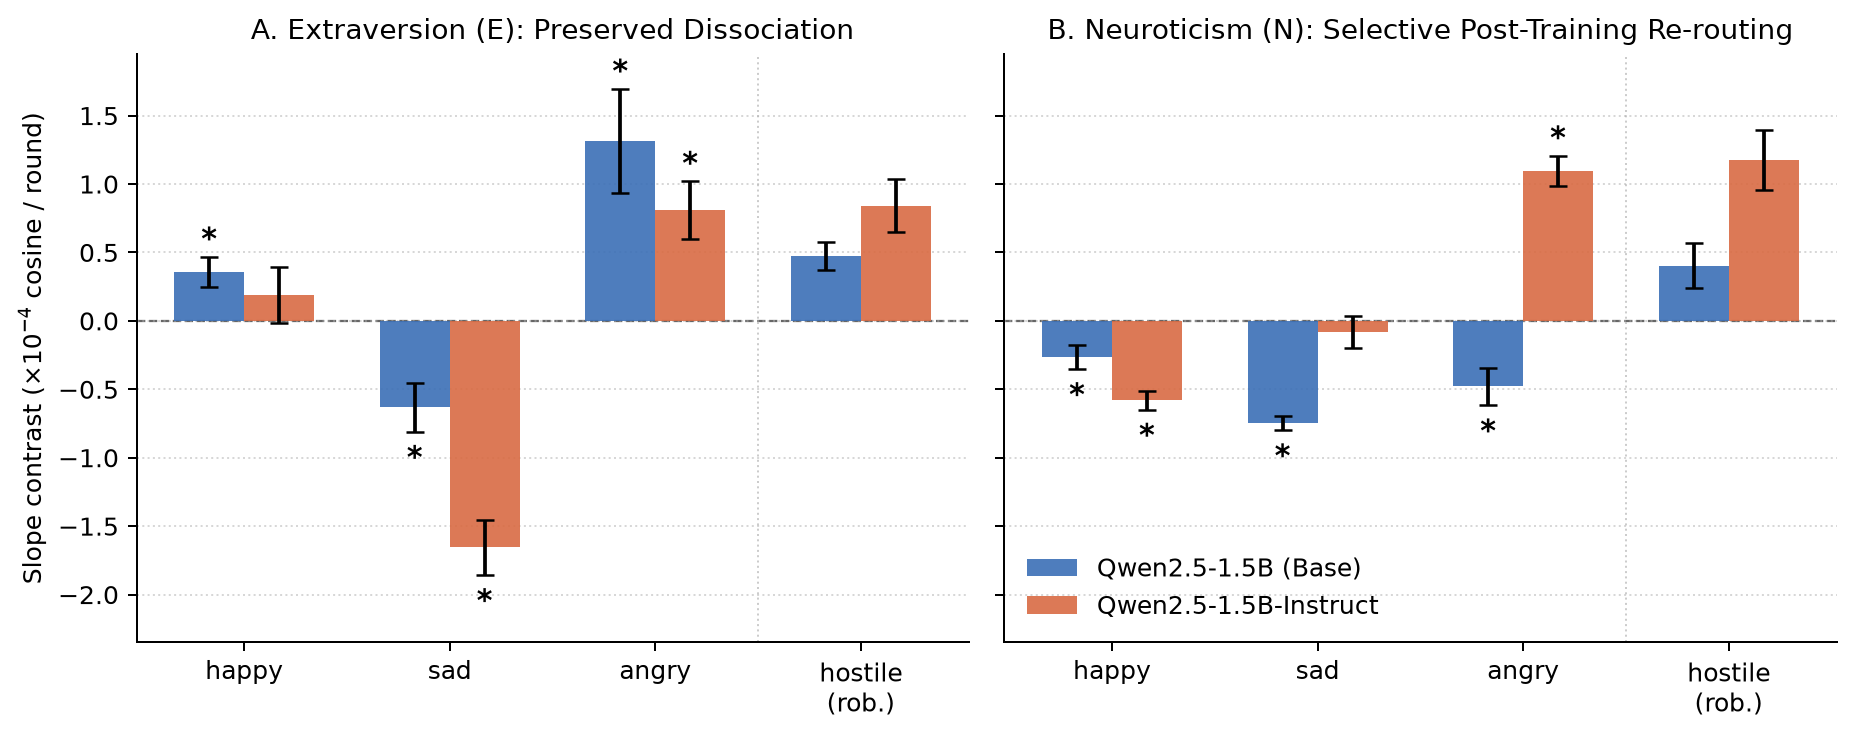 A. Extraversion (E): Preserved Dissociation
B. Neuroticism (N): Selective Post-Training Re-routing
Slope contrast (×10⁻⁴ cosine / round)
1.5
1.0
0.5
0.0
−0.5
−1.0
−1.5
−2.0
*
*
*
*
*
*
*
*
*
*
Qwen2.5-1.5B (Base)
Qwen2.5-1.5B-Instruct
happy
sad
angry
hostile
(rob.)
happy
sad
angry
hostile
(rob.)